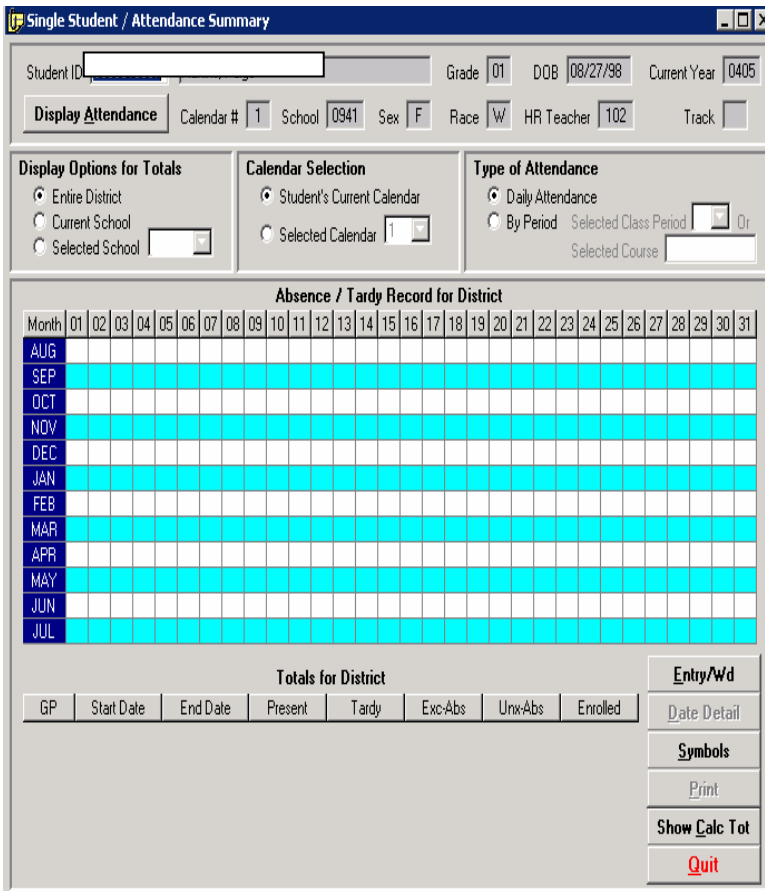 Single Student / Attendance Summary
Student ID Grade 01 DOB 08/27/98 Current Year 0405
Display Attendance Calendar # 1 School 0941 Sex F Race W HR Teacher 102 Track
Display Options for Totals Calendar Selection Type of Attendance
Entire District Student's Current Calendar Daily Attendance
Current School By Period Selected Class Period Or
Selected School Selected Calendar 1 Selected Course
Absence / Tardy Record for District
Month 01 02 03 04 05 06 07 08 09 10 11 12 13 14 15 16 17 18 19 20 21 22 23 24 25 26 27 28 29 30 31
AUG
SEP
OCT
NOV
DEC
JAN
FEB
MAR
APR
MAY
JUN
JUL
Totals for District
GP Start Date End Date Present Tardy Exc-Abs Unx-Abs Enrolled
Entry/Wd
Date Detail
Symbols
Print
Show Calc Tot
Quit